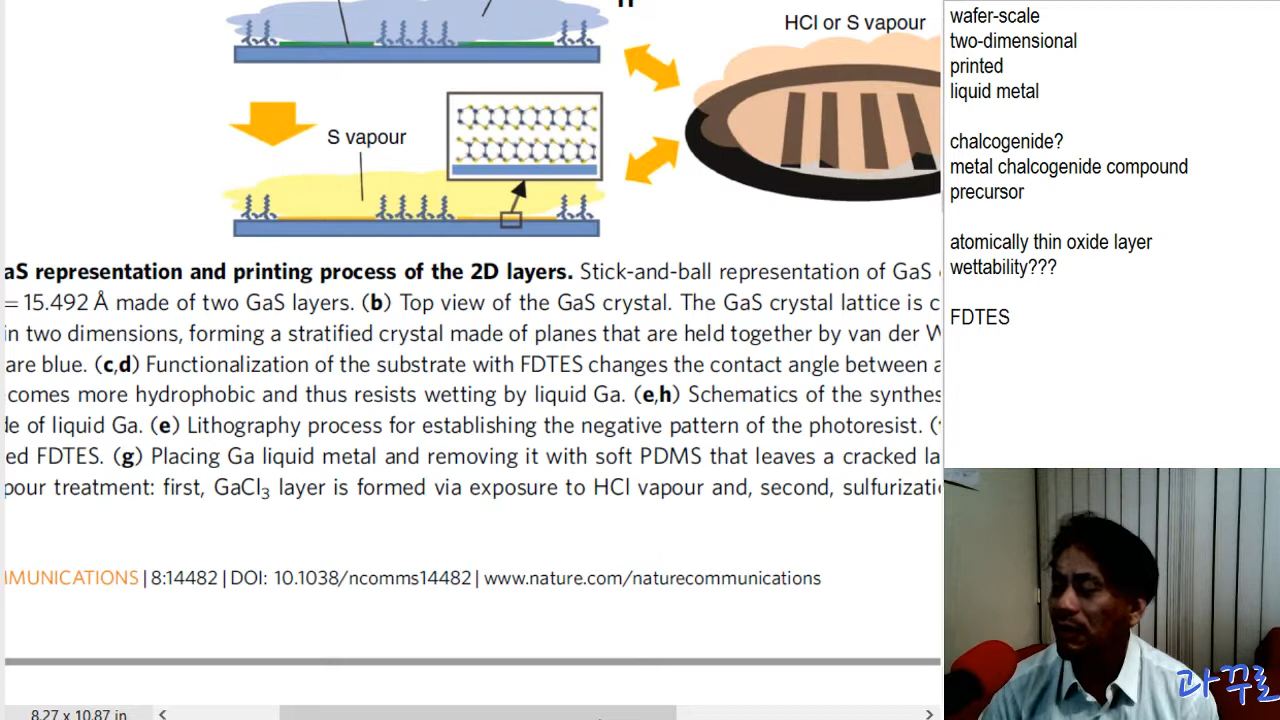 HCl or S vapour
S vapour
aS representation and printing process of the 2D layers. Stick-and-ball representation of GaS
= 15.492 Å made of two GaS layers. (b) Top view of the GaS crystal. The GaS crystal lattice is c
in two dimensions, forming a stratified crystal made of planes that are held together by van der W
are blue. (c,d) Functionalization of the substrate with FDTES changes the contact angle between a
comes more hydrophobic and thus resists wetting by liquid Ga. (e,h) Schematics of the synthes
de of liquid Ga. (e) Lithography process for establishing the negative pattern of the photoresist. (
ed FDTES. (g) Placing Ga liquid metal and removing it with soft PDMS that leaves a cracked la
pour treatment: first, GaCl₃ layer is formed via exposure to HCl vapour and, second, sulfurizati
MUNICATIONS | 8:14482 | DOI: 10.1038/ncomms14482 | www.nature.com/naturecommunications
8.27 x 10.87 in
wafer-scale
two-dimensional
printed
liquid metal
chalcogenide?
metal chalcogenide compound
precursor
atomically thin oxide layer
wettability???
FDTES
과꾸로